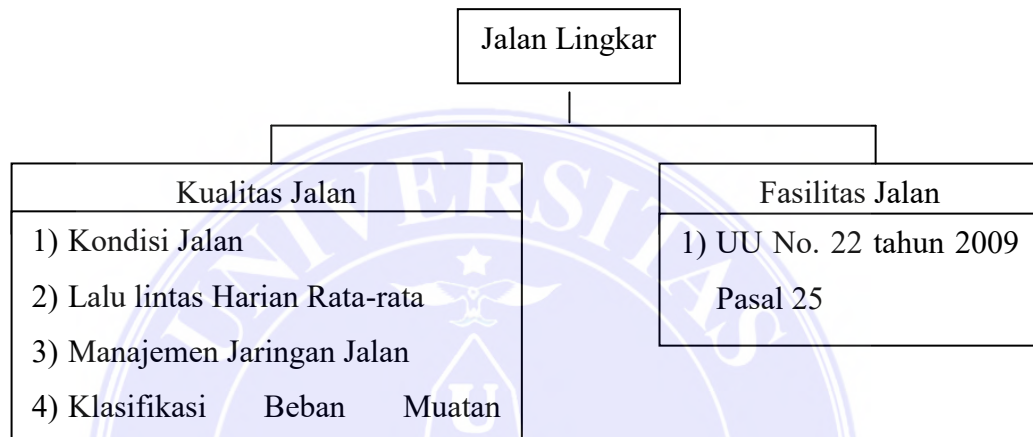 Jalan Lingkar
Kualitas Jalan
1) Kondisi Jalan
2) Lalu lintas Harian Rata-rata
3) Manajemen Jaringan Jalan
4) Klasifikasi Beban Muatan
Fasilitas Jalan
1) UU No. 22 tahun 2009
Pasal 25
UNIVERSITAS
U